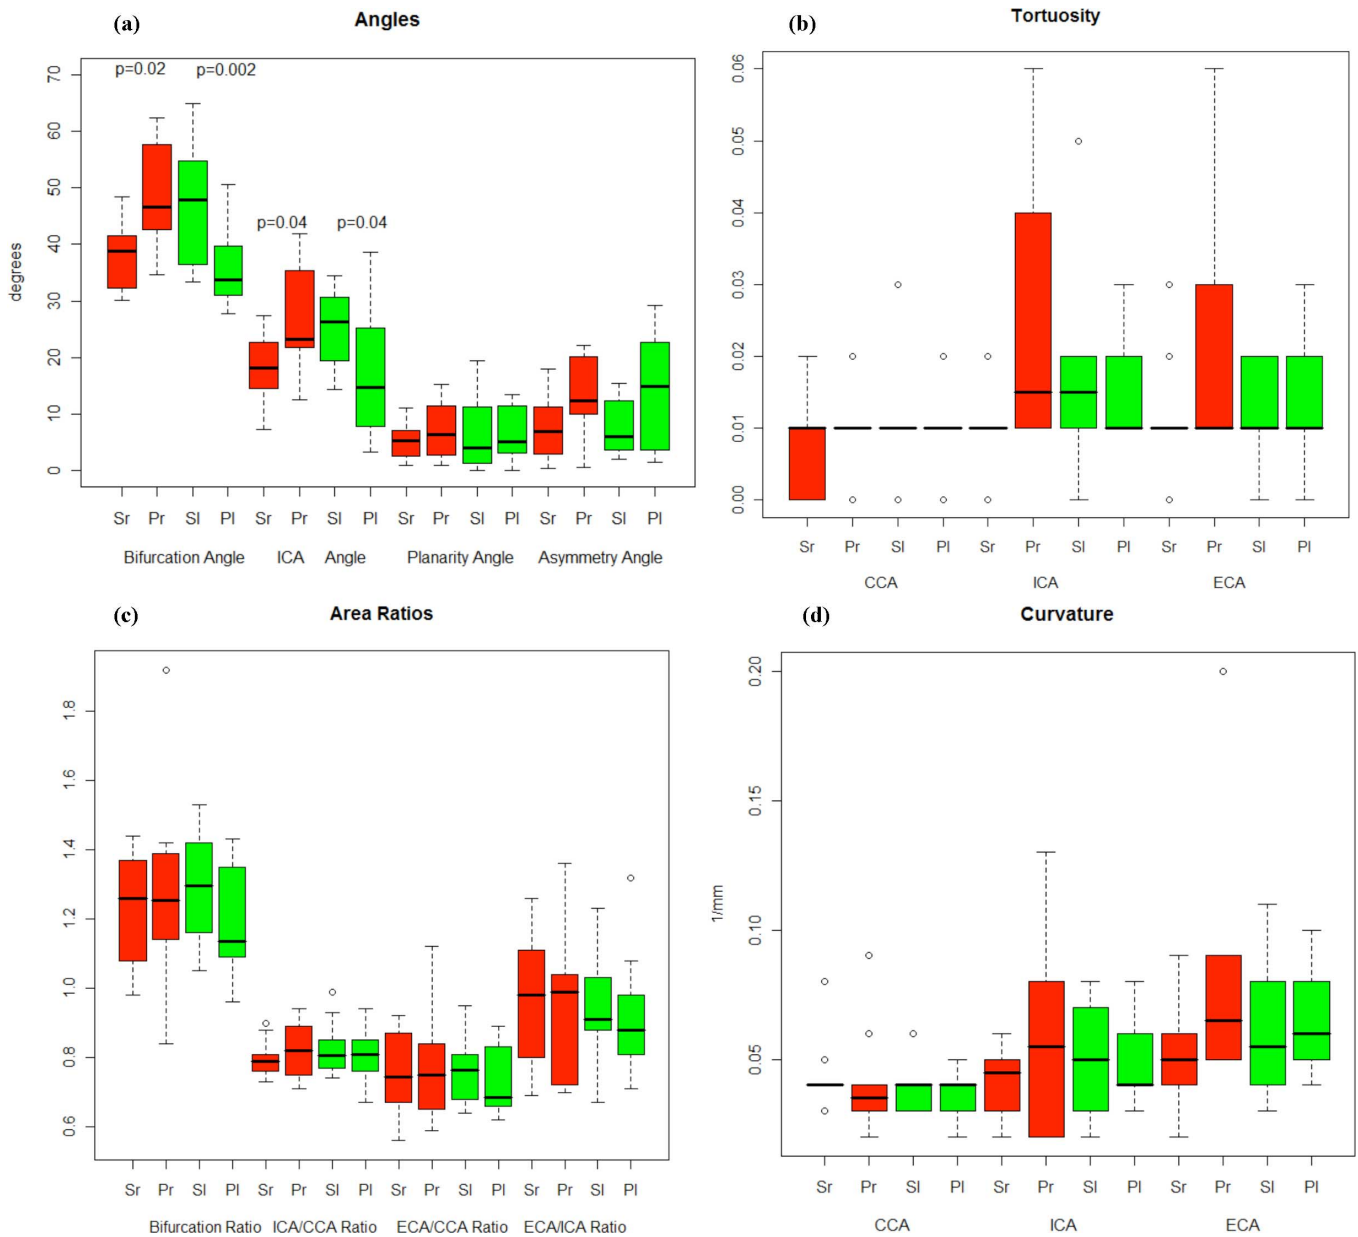 (a)
Angles
70
60
50
40
30
20
10
0
degrees
p=0.02
p=0.002
p=0.04
p=0.04
Sr Pr Sl Pl Sr Pr Sl Pl Sr Pr Sl Pl Sr Pr Sl Pl
Bifurcation Angle ICA Angle Planarity Angle Asymmetry Angle
(b)
Tortuosity
0.06
0.05
0.04
0.03
0.02
0.01
0.00
Sr Pr Sl Pl Sr Pr Sl Pl Sr Pr Sl Pl
CCA ICA ECA
(c)
Area Ratios
1.8
1.6
1.4
1.2
1.0
0.8
0.6
Sr Pr Sl Pl Sr Pr Sl Pl Sr Pr Sl Pl Sr Pr Sl Pl
Bifurcation Ratio ICA/CCA Ratio ECA/CCA Ratio ECA/ICA Ratio
(d)
Curvature
0.20
0.15
0.10
0.05
1/mm
Sr Pr Sl Pl Sr Pr Sl Pl Sr Pr Sl Pl
CCA ICA ECA